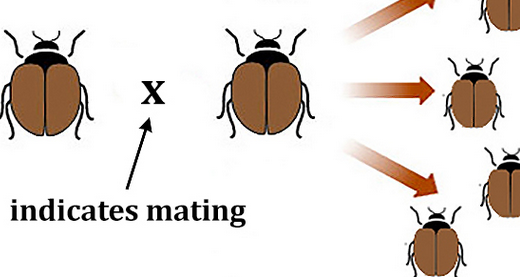 x
indicates mating